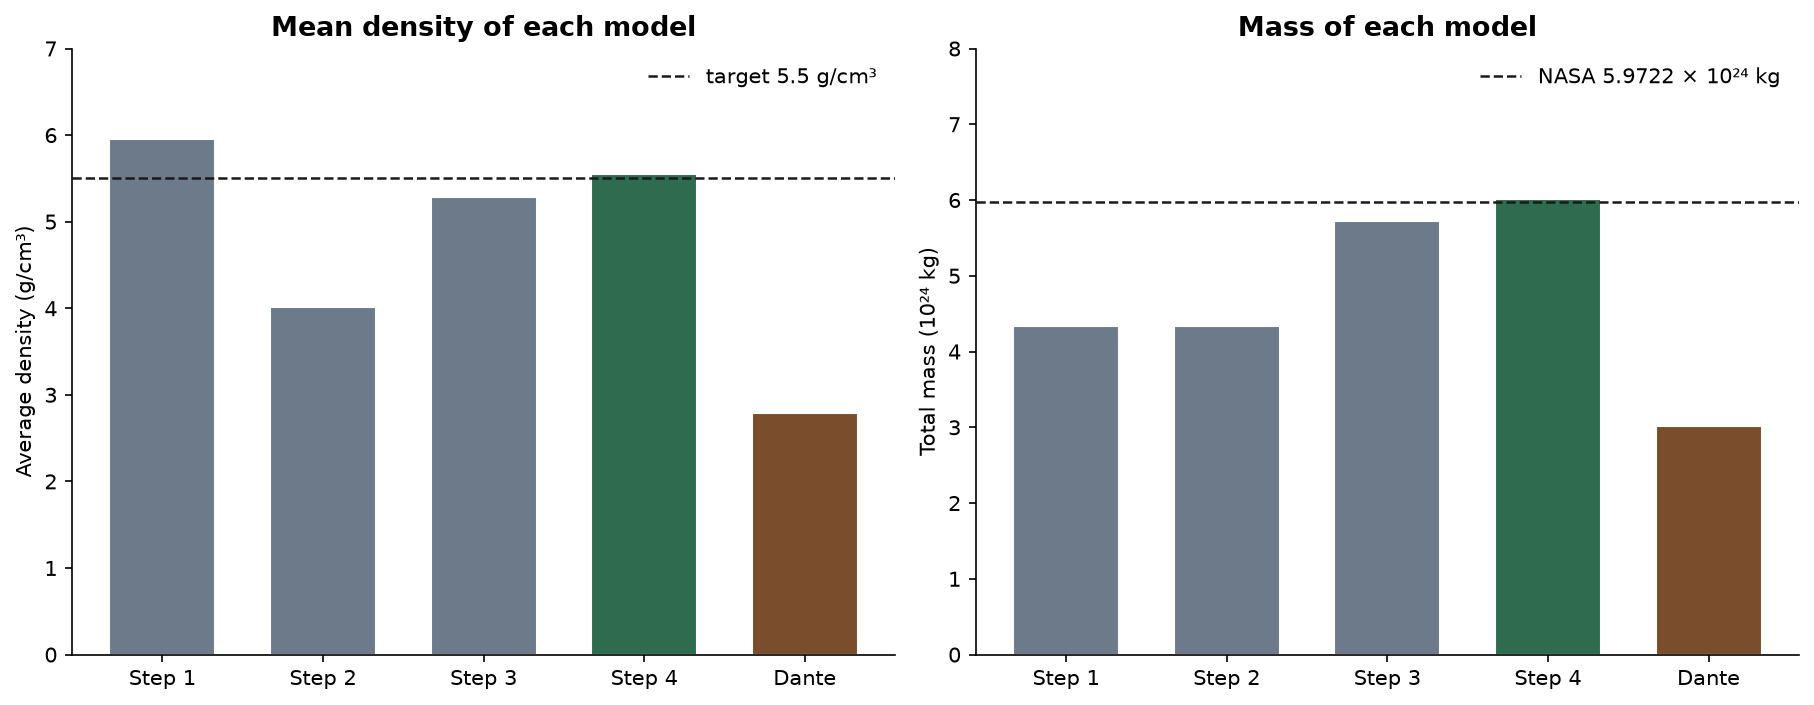 Mean density of each model
target 5.5 g/cm³
Average density (g/cm³)
7
6
5
4
3
2
1
0
Step 1 Step 2 Step 3 Step 4 Dante
Mass of each model
NASA 5.9722 × 10²⁴ kg
Total mass (10²⁴ kg)
8
7
6
5
4
3
2
1
0
Step 1 Step 2 Step 3 Step 4 Dante